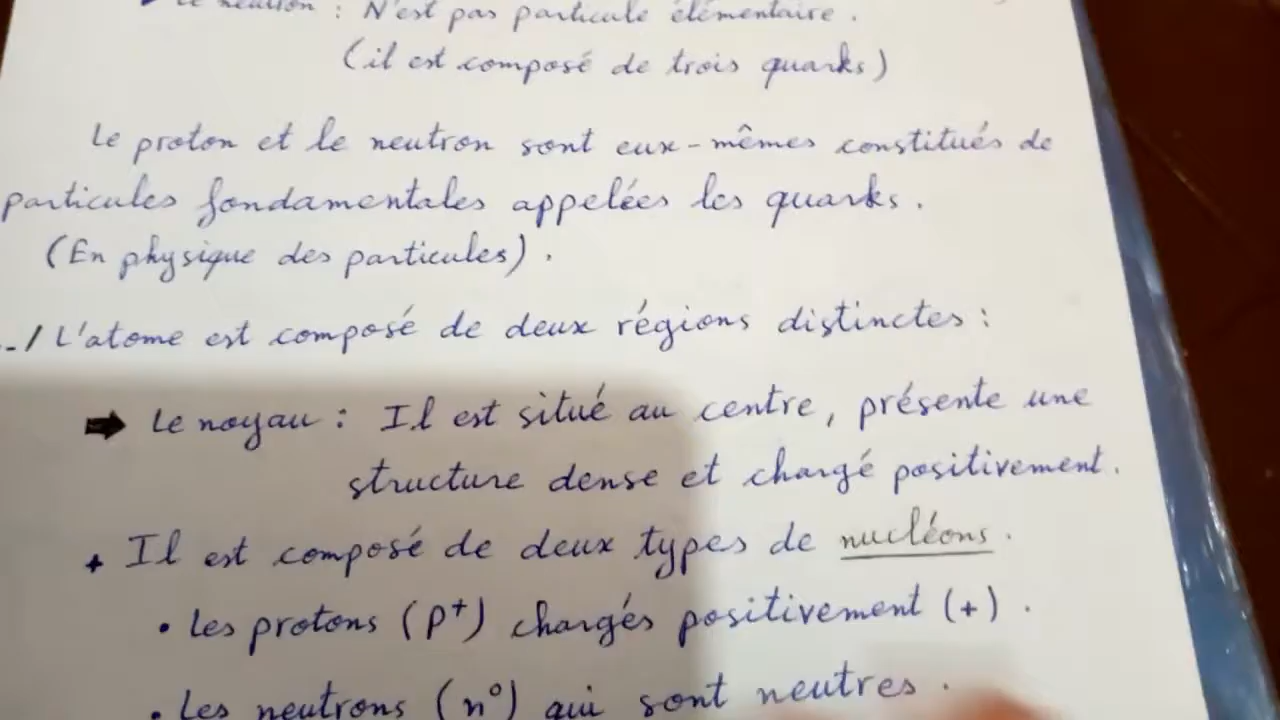 Le neutron : N'est pas particule élémentaire.
(il est composé de trois quarks)
Le proton et le neutron sont eux-mêmes constitués de
particules fondamentales appelées les quarks.
(En physique des particules).
-/ L'atome est composé de deux régions distinctes :
➡ Le noyau : Il est situé au centre, présente une
structure dense et chargé positivement.
+ Il est composé de deux types de nucléons.
• Les protons (p+) chargés positivement (+).
• Les neutrons (n°) qui sont neutres.